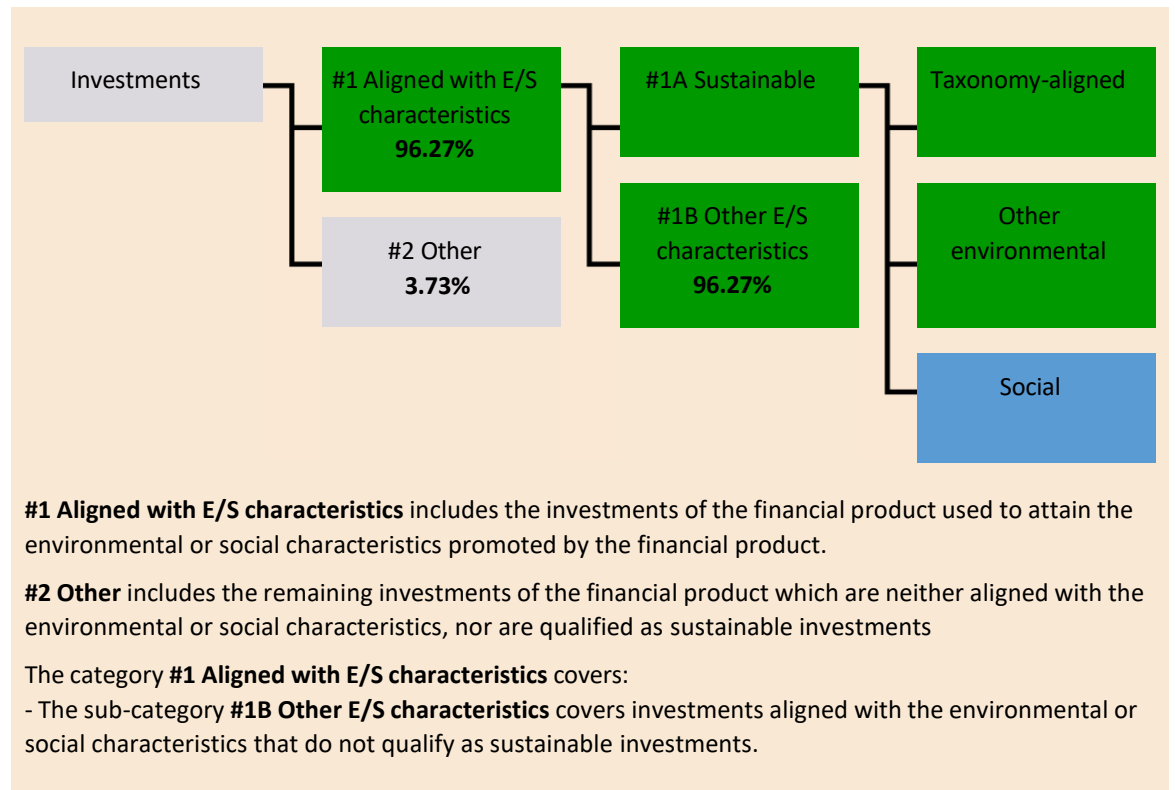 Investments
#1 Aligned with E/S
characteristics
96.27%
#2 Other
3.73%
#1A Sustainable
#1B Other E/S
characteristics
96.27%
Taxonomy-aligned
Other
environmental
Social
#1 Aligned with E/S characteristics includes the investments of the financial product used to attain the
environmental or social characteristics promoted by the financial product.
#2 Other includes the remaining investments of the financial product which are neither aligned with the
environmental or social characteristics, nor are qualified as sustainable investments
The category #1 Aligned with E/S characteristics covers:
- The sub-category #1B Other E/S characteristics covers investments aligned with the environmental or
social characteristics that do not qualify as sustainable investments.